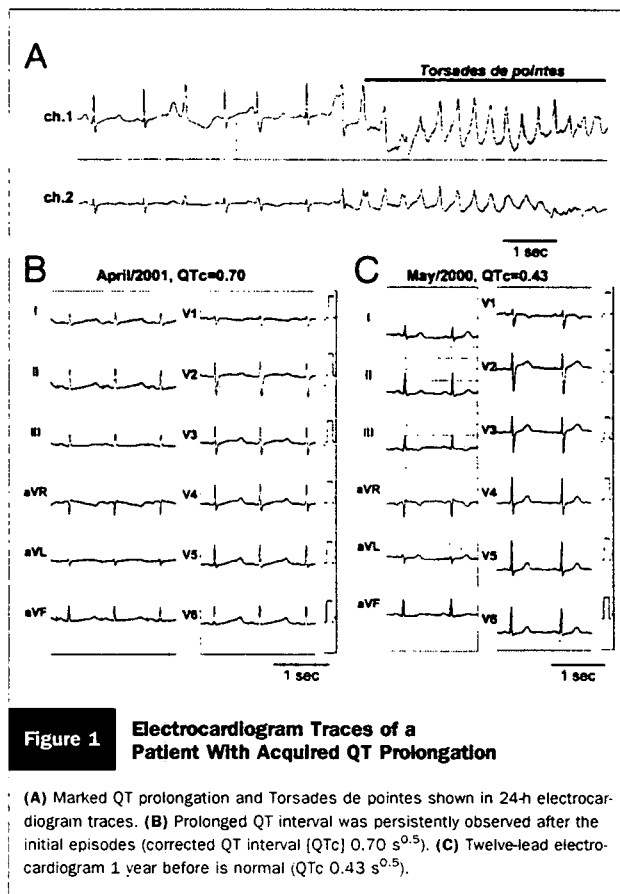 A
Torsades de pointes
ch.1
ch.2
1 sec
B
April/2001, QTc=0.70
I
V1
II
V2
III
V3
aVR
V4
aVL
V5
aVF
V6
1 sec
C
May/2000, QTc=0.43
I
V1
II
V2
III
V3
aVR
V4
aVL
V5
aVF
V6
1 sec
Figure 1
Electrocardiogram Traces of a
Patient With Acquired QT Prolongation
(A) Marked QT prolongation and Torsades de pointes shown in 24-h electrocar-
diogram traces. (B) Prolonged QT interval was persistently observed after the
initial episodes (corrected QT interval [QTc] 0.70 s^0.5). (C) Twelve-lead electro-
cardiogram 1 year before is normal (QTc 0.43 s^0.5).